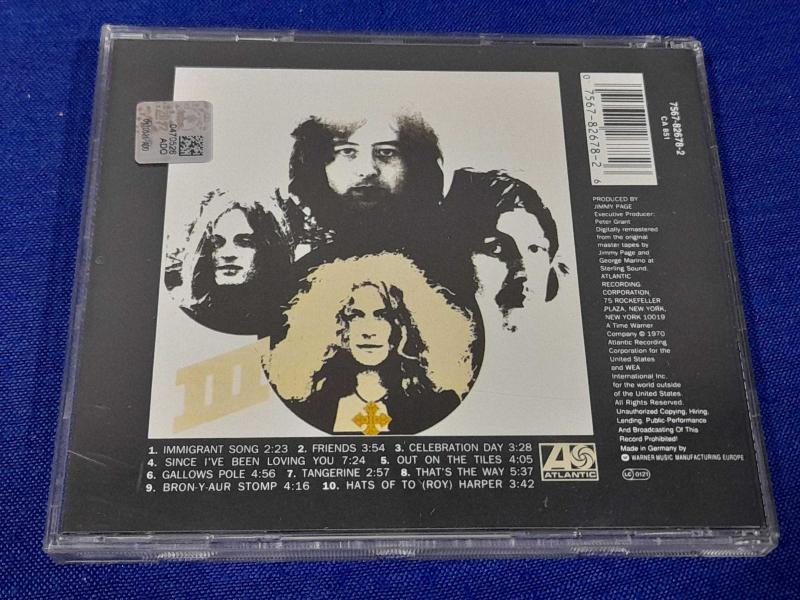 0470526
ADO
III
0 7567-82678-2 6
7567-82678-2
CA 851
PRODUCED BY
JIMMY PAGE
Executive Producer:
Peter Grant
Digitally remastered
from the original
master tapes by
Jimmy Page and
George Marino at
Sterling Sound.
ATLANTIC
RECORDING
CORPORATION,
75 ROCKEFELLER
PLAZA, NEW YORK,
NEW YORK 10019
A Time Warner
Company © 1970
Atlantic Recording
Corporation for the
United States
and WEA
International Inc.
for the world outside
of the United States.
All Rights Reserved.
Unauthorized Copying, Hiring,
Lending, Public Performance
And Broadcasting Of This
Record Prohibited!
Made in Germany by
WARNER MUSIC MANUFACTURING EUROPE
LC 0121
1. IMMIGRANT SONG 2:23 2. FRIENDS 3:54 3. CELEBRATION DAY 3:28
4. SINCE I'VE BEEN LOVING YOU 7:24 5. OUT ON THE TILES 4:05
6. GALLOWS POLE 4:56 7. TANGERINE 2:57 8. THAT'S THE WAY 5:37
9. BRON-Y-AUR STOMP 4:16 10. HATS OF TO (ROY) HARPER 3:42
ATLANTIC